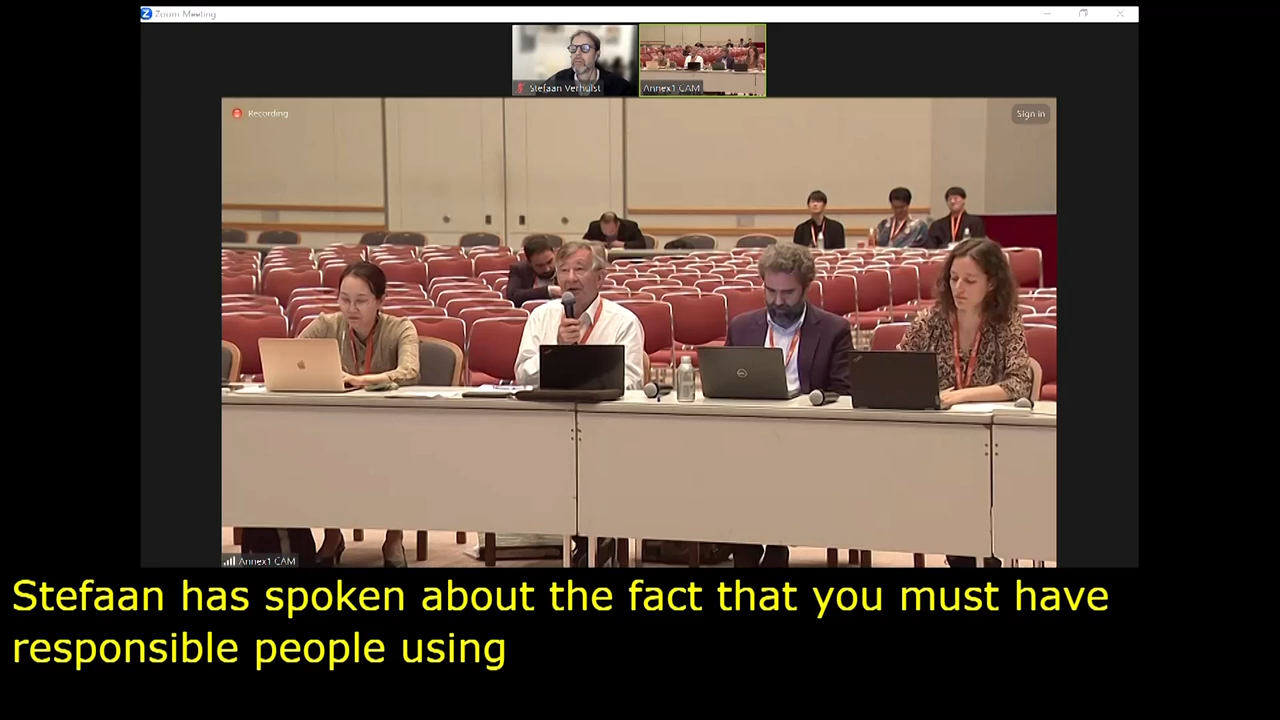 Zoom Meeting
Stefaan Verhulst
Annex1 CAM
Recording
Sign in
DELL
Annex1 CAM
Stefaan has spoken about the fact that you must have
responsible people using